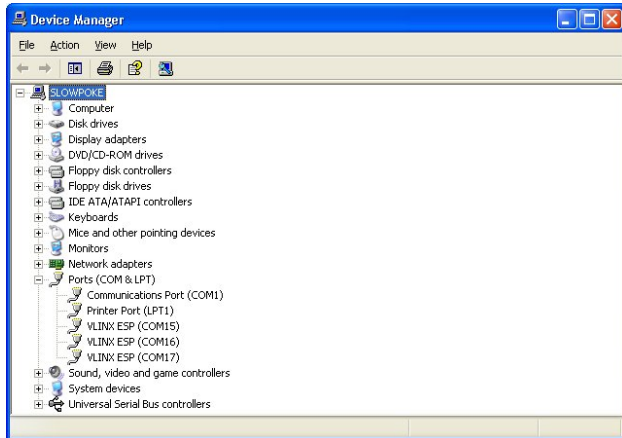 Device Manager
File Action View Help
SLOWPOKE
Computer
Disk drives
Display adapters
DVD/CD-ROM drives
Floppy disk controllers
Floppy disk drives
IDE ATA/ATAPI controllers
Keyboards
Mice and other pointing devices
Monitors
Network adapters
Ports (COM & LPT)
Communications Port (COM1)
Printer Port (LPT1)
VLINX ESP (COM15)
VLINX ESP (COM16)
VLINX ESP (COM17)
Sound, video and game controllers
System devices
Universal Serial Bus controllers